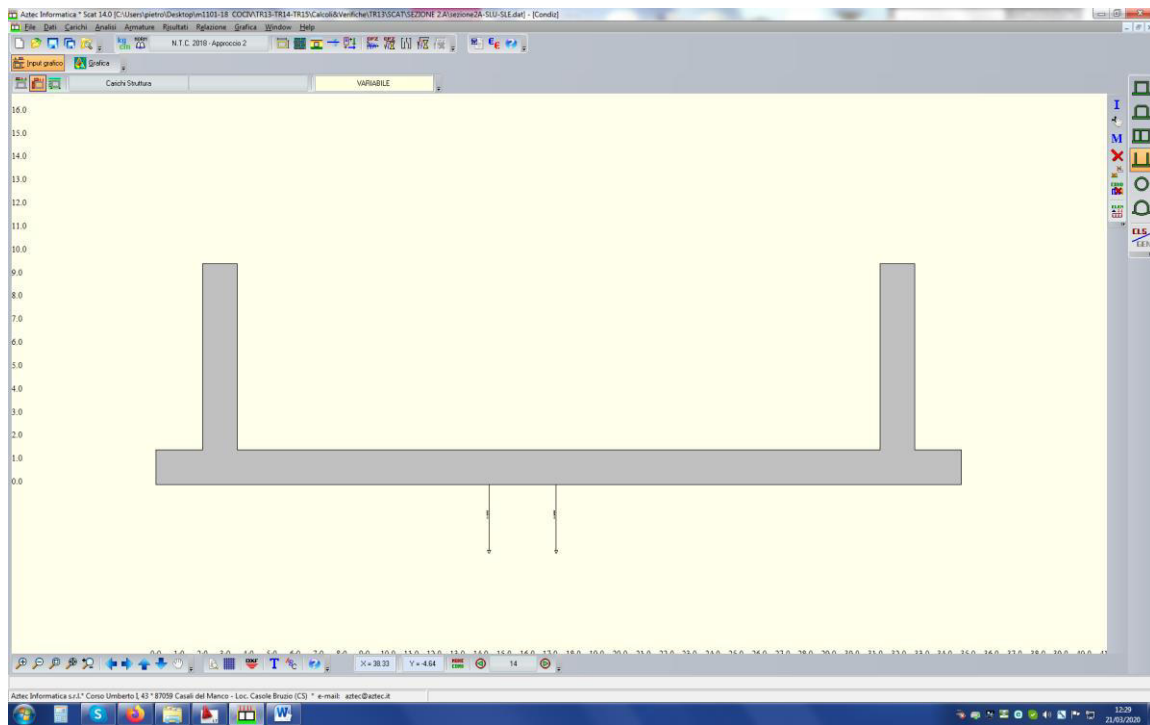 Aztec Informatica * Scat 14.0 [C:\Users\pietro\Desktop\m1101-18_COCIV\TR13-TR14-TR15\Calcoli&Verifiche\TR13\SCAT\SEZIONE 2.A\sezione2A-SLU-SLE.dat] - [Condiz]
File Dati Carichi Analisi Armature Risultati Relazione Grafica Window Help
N.T.C. 2018 - Approccio 2
Input grafico Grafica
Carichi Struttura VARIABILE
16.0
15.0
14.0
13.0
12.0
11.0
10.0
9.0
8.0
7.0
6.0
5.0
4.0
3.0
2.0
1.0
0.0
I
M
CLS
X = 38.33 Y = -4.64 14
Aztec Informatica s.r.l.* Corso Umberto I, 43 * 87059 Casali del Manco - Loc. Casole Bruzio (CS) * e-mail: aztec@aztec.it
12:29
21/03/2020